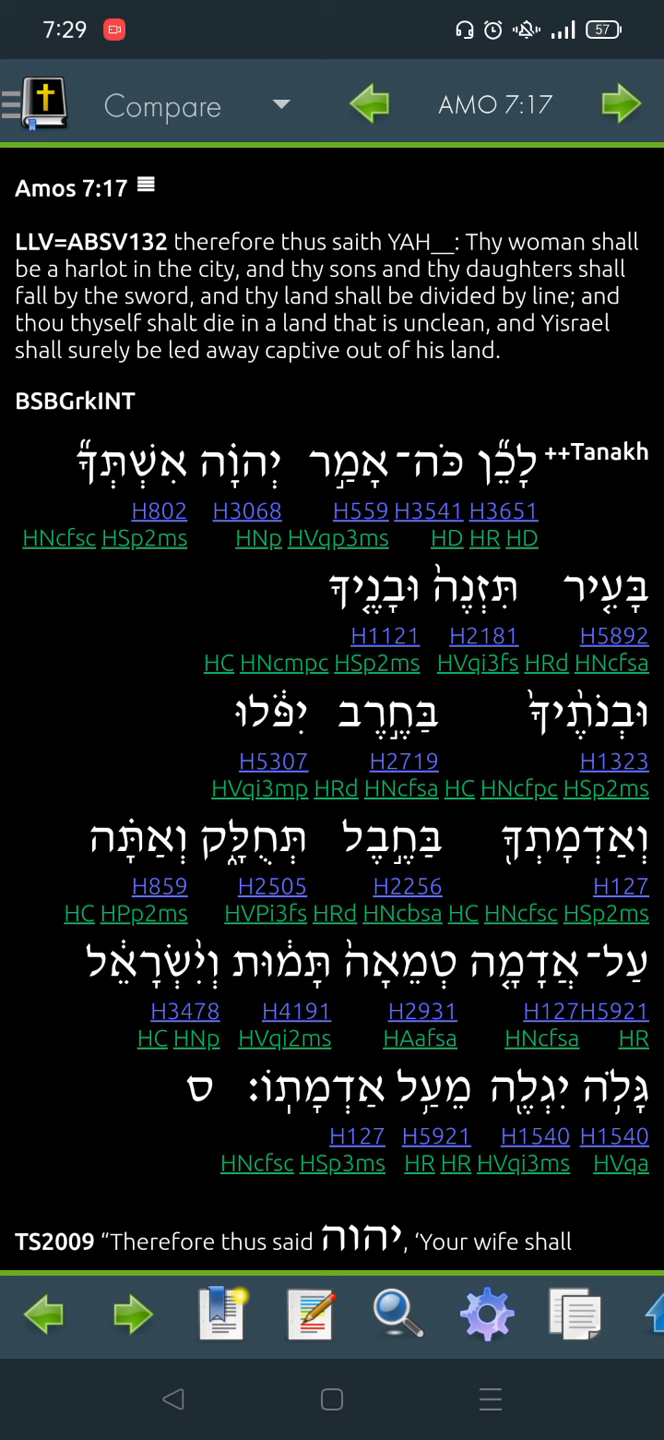 7:29
57
Compare
AMO 7:17
Amos 7:17
LLV=ABSV132 therefore thus saith YAH__: Thy woman shall
be a harlot in the city, and thy sons and thy daughters shall
fall by the sword, and thy land shall be divided by line; and
thou thyself shalt die in a land that is unclean, and Yisrael
shall surely be led away captive out of his land.
BSBGrkINT
++Tanakh לָכֵ֞ן כֹּה־אָמַ֣ר יְהוָ֗ה אִשְׁתְּךָ֞
H802 H3068 H559 H3541 H3651
HNcfsc HSp2ms HNp HVqp3ms HD HR HD
בָּעִ֤יר תִּזְנֶה֙ וּבָנֶ֤יךָ
H1121 H2181 H5892
HC HNcmpc HSp2ms HVqi3fs HRd HNcfsa
וּבְנֹתֶ֙יךָ֙ בַּחֶ֣רֶב יִפֹּ֔לוּ
H5307 H2719 H1323
HVqi3mp HRd HNcfsa HC HNcfpc HSp2ms
וְאַדְמָתְךָ֖ בַּחֶ֣בֶל תְּחֻלָּ֑ק וְאַתָּ֗ה
H859 H2505 H2256 H127
HC HPp2ms HVPi3fs HRd HNcbsa HC HNcfsc HSp2ms
עַל־אֲדָמָ֤ה טְמֵאָה֙ תָּמ֔וּת וְיִ֨שְׂרָאֵ֔ל
H3478 H4191 H2931 H127H5921
HC HNp HVqi2ms HAafsa HNcfsa HR
גָּלֹ֥ה יִגְלֶ֖ה מֵעַ֥ל אַדְמָתֽוֹ׃ ס
H127 H5921 H1540 H1540
HNcfsc HSp3ms HR HR HVqi3ms HVqa
TS2009 “Therefore thus said יהוה, ‘Your wife shall